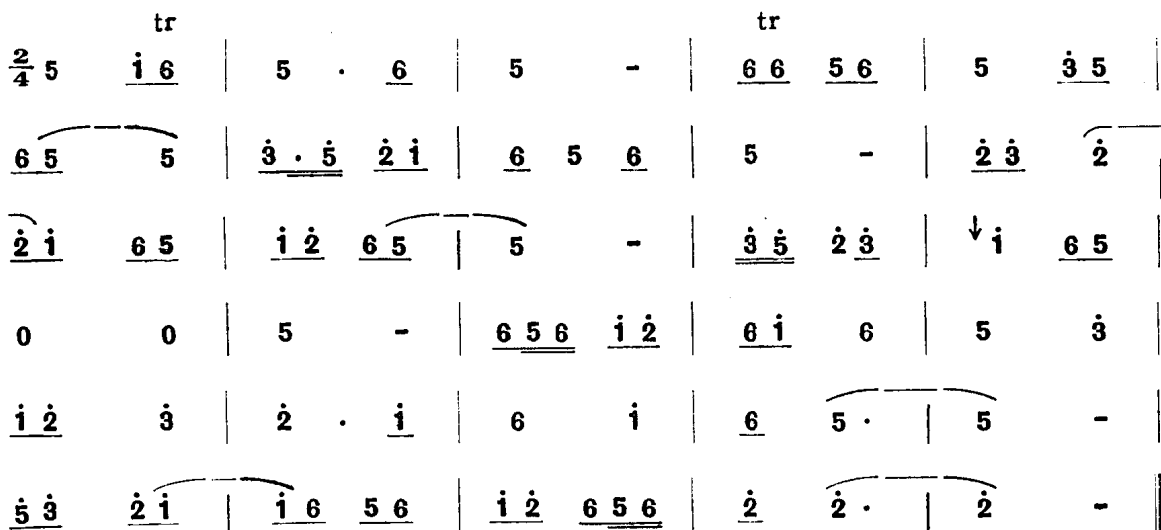 tr tr
2/4 5 i̇ 6 | 5 · 6 | 5 - | 6 6 5 6 | 5 3̇ 5 |
6 5 5 | 3̇ · 5̇ 2̇ i̇ | 6 5 6 | 5 - | 2̇ 3̇ 2̇ |
2̇ i̇ 6 5 | i̇ 2̇ 6 5 | 5 - | 3̇ 5̇ 2̇ 3̇ | ↓ i̇ 6 5 |
0 0 | 5 - | 6 5 6 i̇ 2̇ | 6 i̇ 6 | 5 3̇ |
i̇ 2̇ 3̇ | 2̇ · i̇ | 6 i̇ | 6 5 · | 5 - |
5̇ 3̇ 2̇ i̇ | i̇ 6 5 6 | i̇ 2̇ 6 5 6 | 2̇ 2̇ · | 2̇ - ‖